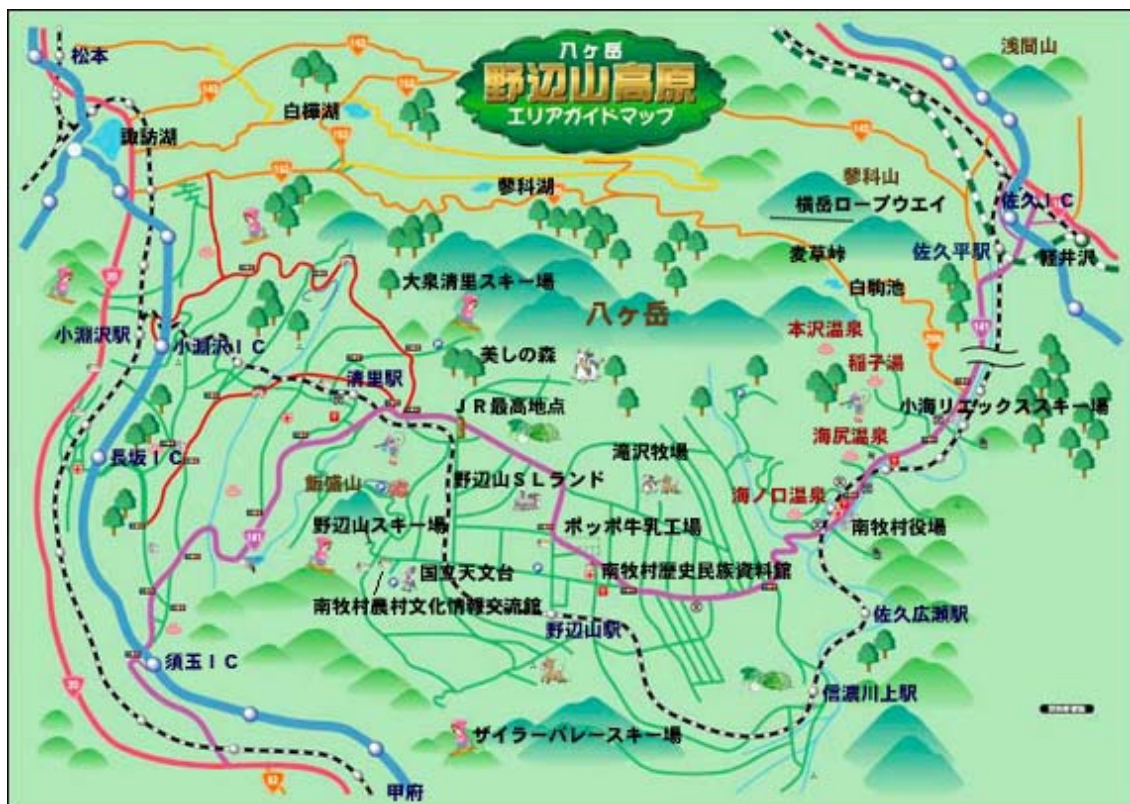 八ヶ岳
野辺山高原
エリアガイドマップ
松本
浅間山
諏訪湖
白樺湖
142
152
蓼科湖
蓼科山
横岳ロープウエイ
佐久IC
麦草峠
佐久平駅
軽井沢
大泉清里スキー場
八ヶ岳
白駒池
20
小淵沢駅
小淵沢IC
本沢温泉
141
美しの森
稲子湯
清里駅
JR最高地点
小海リエックススキー場
海尻温泉
長坂IC
滝沢牧場
飯盛山
野辺山SLランド
海ノ口温泉
野辺山スキー場
ポッポ牛乳工場
南牧村役場
141
国立天文台
南牧村歴史民族資料館
南牧村農村文化情報交流館
野辺山駅
佐久広瀬駅
須玉IC
20
信濃川上駅
ザイラーバレースキー場
52
甲府